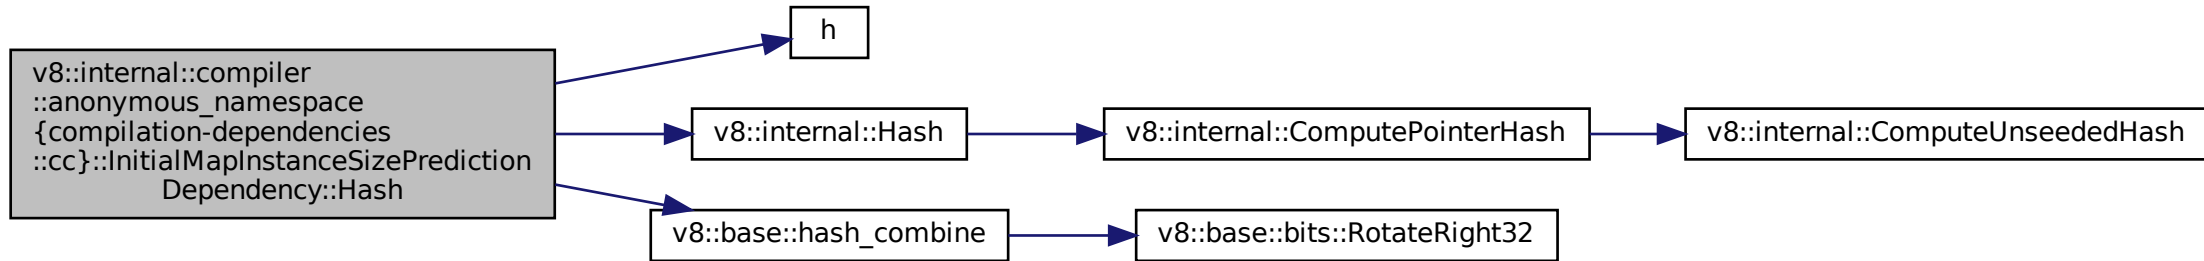 v8::internal::compiler
::anonymous_namespace
{compilation-dependencies
::cc}::InitialMapInstanceSizePrediction
Dependency::Hash
h
v8::internal::Hash
v8::internal::ComputePointerHash
v8::internal::ComputeUnseededHash
v8::base::hash_combine
v8::base::bits::RotateRight32